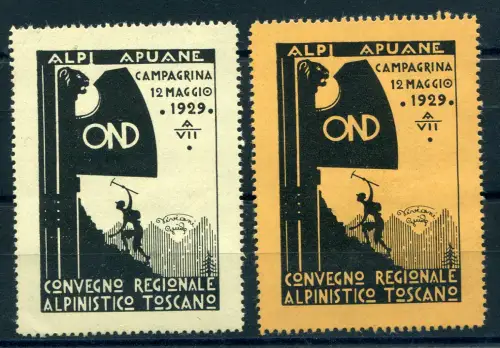 ALPI APUANE
CAMPAGRINA
12 MAGGIO
· 1929 ·
A
VII
OND
CONVEGNO REGIONALE
ALPINISTICO TOSCANO
ALPI APUANE
CAMPAGRINA
12 MAGGIO
· 1929 ·
A
VII
OND
CONVEGNO REGIONALE
ALPINISTICO TOSCANO